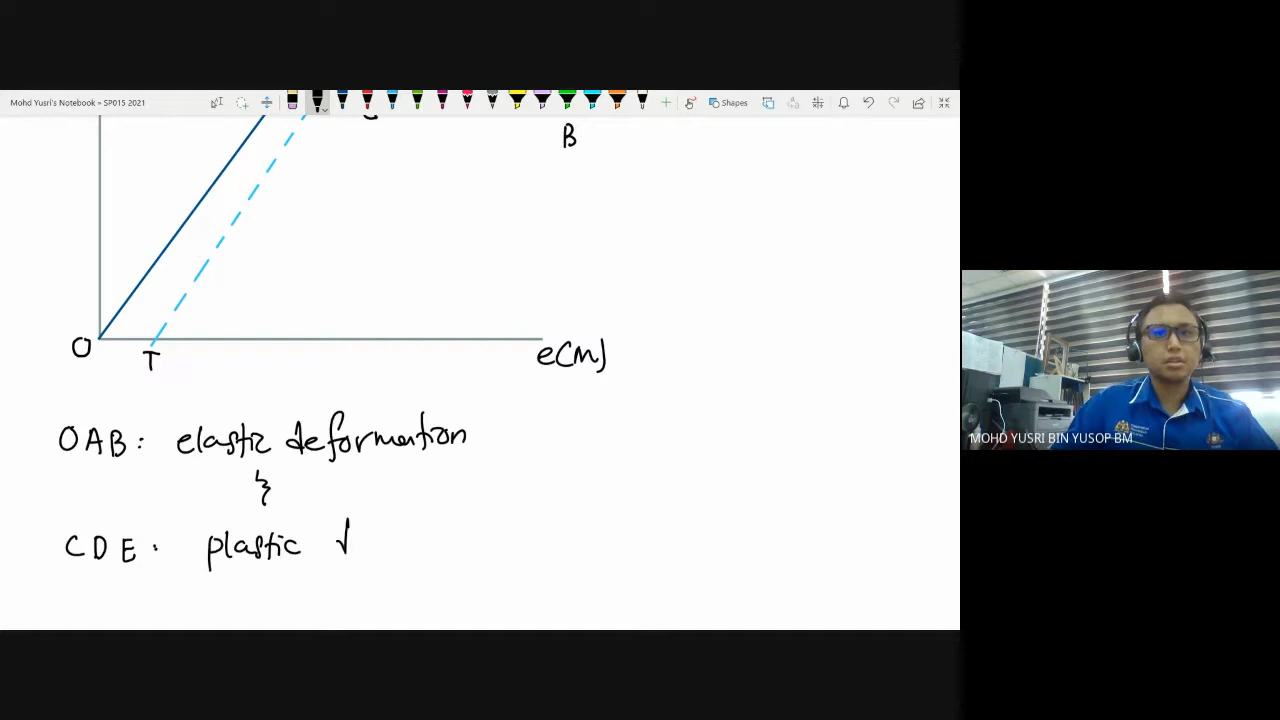 Mohd Yusri's Notebook » SP015 2021
Shapes
B
O
T
e(m)
OAB: elastic deformation
CDE: plastic d
MOHD YUSRI BIN YUSOP BM